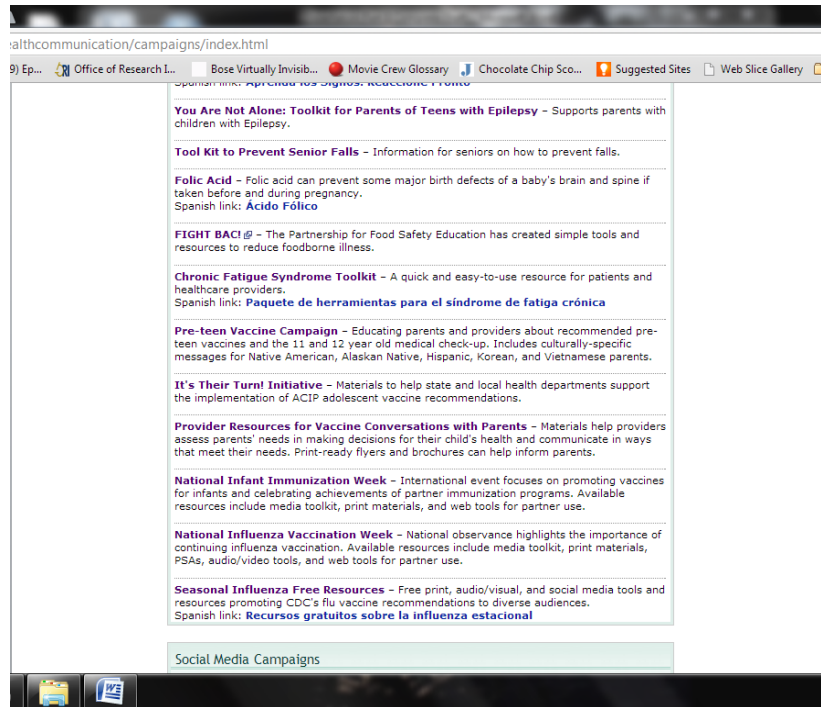 ealthcommunication/campaigns/index.html
9) Ep... Office of Research I... Bose Virtually Invisib... Movie Crew Glossary Chocolate Chip Sco... Suggested Sites Web Slice Gallery
Spanish link: Aprenda los Signos. Reaccione Pronto
You Are Not Alone: Toolkit for Parents of Teens with Epilepsy – Supports parents with
children with Epilepsy.
Tool Kit to Prevent Senior Falls – Information for seniors on how to prevent falls.
Folic Acid – Folic acid can prevent some major birth defects of a baby's brain and spine if
taken before and during pregnancy.
Spanish link: Ácido Fólico
FIGHT BAC! – The Partnership for Food Safety Education has created simple tools and
resources to reduce foodborne illness.
Chronic Fatigue Syndrome Toolkit – A quick and easy-to-use resource for patients and
healthcare providers.
Spanish link: Paquete de herramientas para el síndrome de fatiga crónica
Pre-teen Vaccine Campaign – Educating parents and providers about recommended pre-
teen vaccines and the 11 and 12 year old medical check-up. Includes culturally-specific
messages for Native American, Alaskan Native, Hispanic, Korean, and Vietnamese parents.
It's Their Turn! Initiative – Materials to help state and local health departments support
the implementation of ACIP adolescent vaccine recommendations.
Provider Resources for Vaccine Conversations with Parents – Materials help providers
assess parents' needs in making decisions for their child's health and communicate in ways
that meet their needs. Print-ready flyers and brochures can help inform parents.
National Infant Immunization Week – International event focuses on promoting vaccines
for infants and celebrating achievements of partner immunization programs. Available
resources include media toolkit, print materials, and web tools for partner use.
National Influenza Vaccination Week – National observance highlights the importance of
continuing influenza vaccination. Available resources include media toolkit, print materials,
PSAs, audio/video tools, and web tools for partner use.
Seasonal Influenza Free Resources – Free print, audio/visual, and social media tools and
resources promoting CDC's flu vaccine recommendations to diverse audiences.
Spanish link: Recursos gratuitos sobre la influenza estacional
Social Media Campaigns